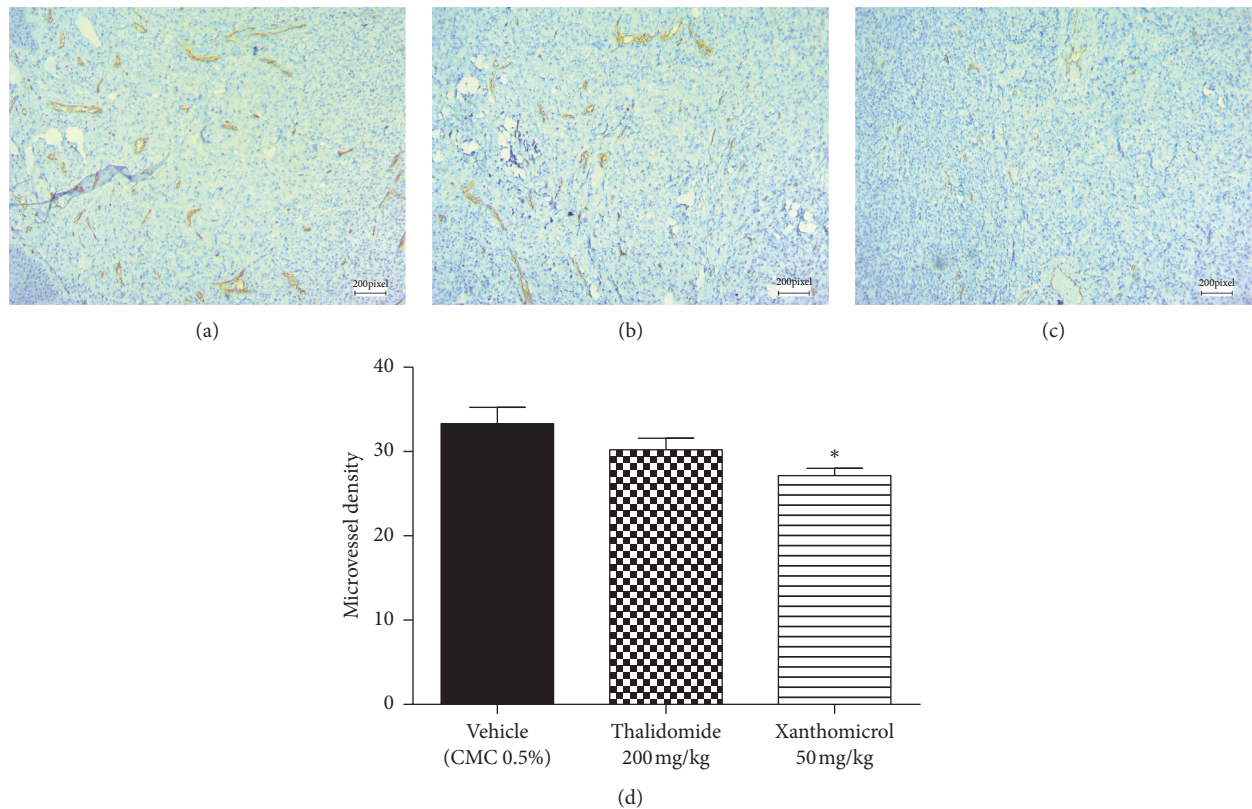 200pixel
200pixel
200pixel
(a)
(b)
(c)
40
30
20
10
0
Microvessel density
*
Vehicle
(CMC 0.5%)
Thalidomide
200 mg/kg
Xanthomicrol
50 mg/kg
(d)